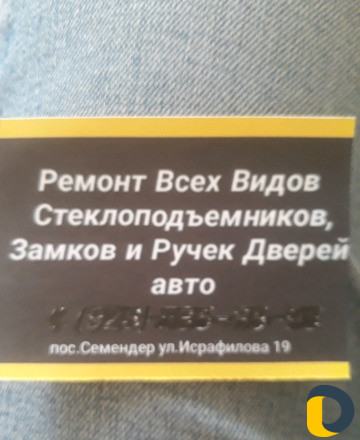 Ремонт Всех Видов
Стеклоподъемников,
Замков и Ручек Дверей
авто
пос.Семендер ул.Исрафилова 19